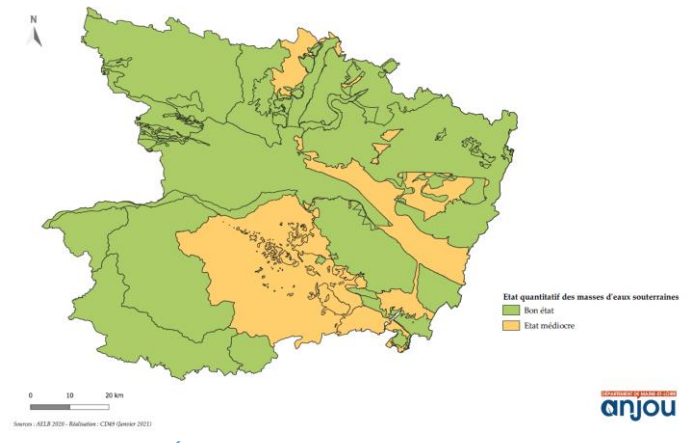 N
Etat quantitatif des masses d'eaux souterraines
Bon état
Etat médiocre
0 10 20 km
DÉPARTEMENT DE MAINE-ET-LOIRE
anjou
Sources : AELB 2020 - Réalisation : CD49 (Janvier 2021)